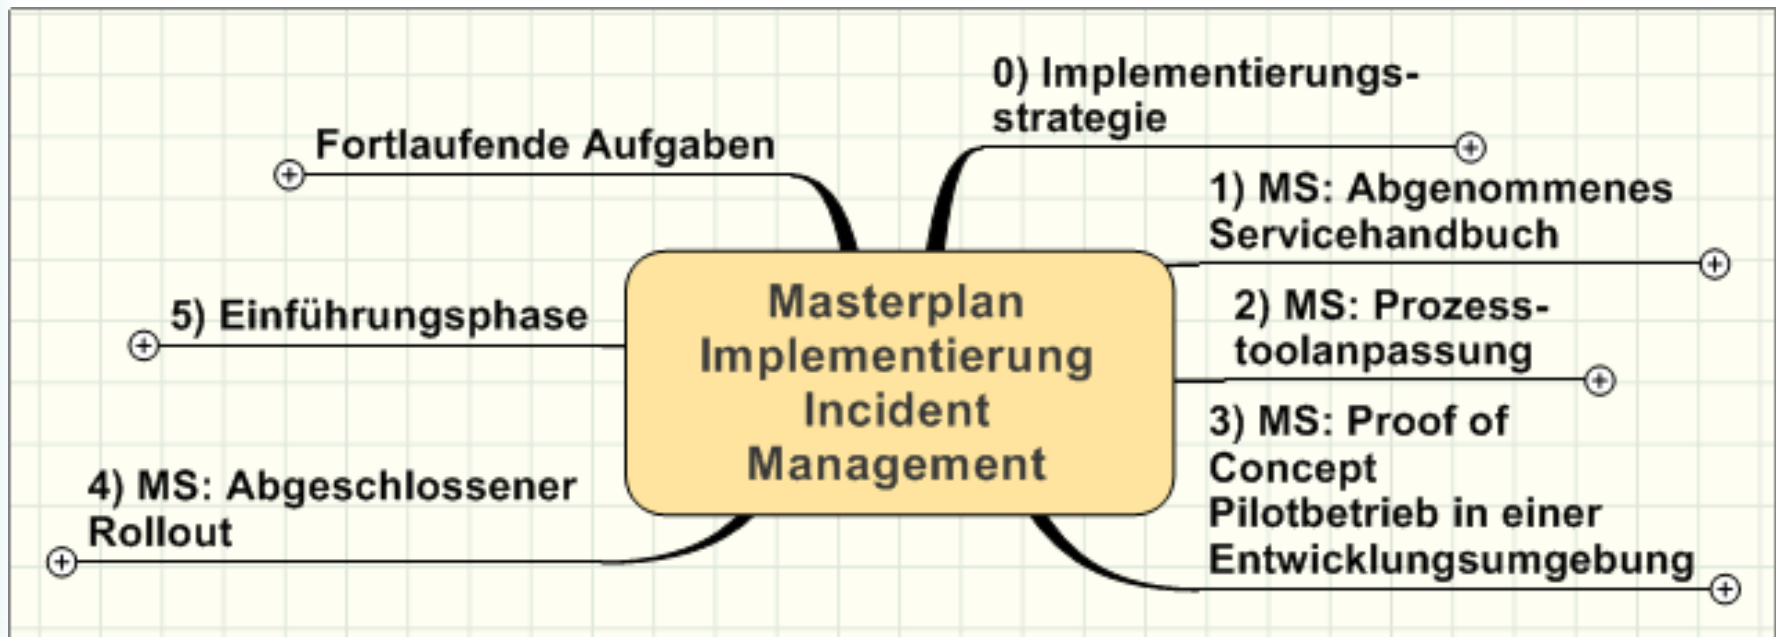 Masterplan
Implementierung
Incident
Management
0) Implementierungs-
strategie
1) MS: Abgenommenes
Servicehandbuch
2) MS: Prozess-
toolanpassung
3) MS: Proof of
Concept
Pilotbetrieb in einer
Entwicklungsumgebung
4) MS: Abgeschlossener
Rollout
5) Einführungsphase
Fortlaufende Aufgaben